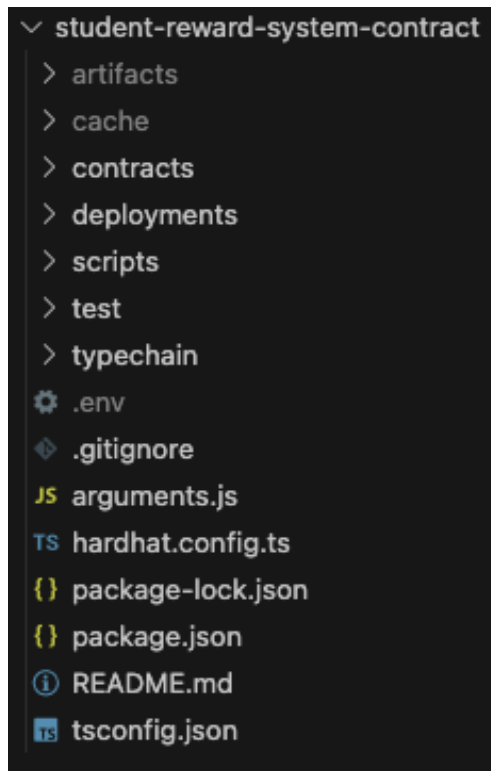 student-reward-system-contract
artifacts
cache
contracts
deployments
scripts
test
typechain
.env
.gitignore
JS arguments.js
TS hardhat.config.ts
{} package-lock.json
{} package.json
README.md
TS tsconfig.json